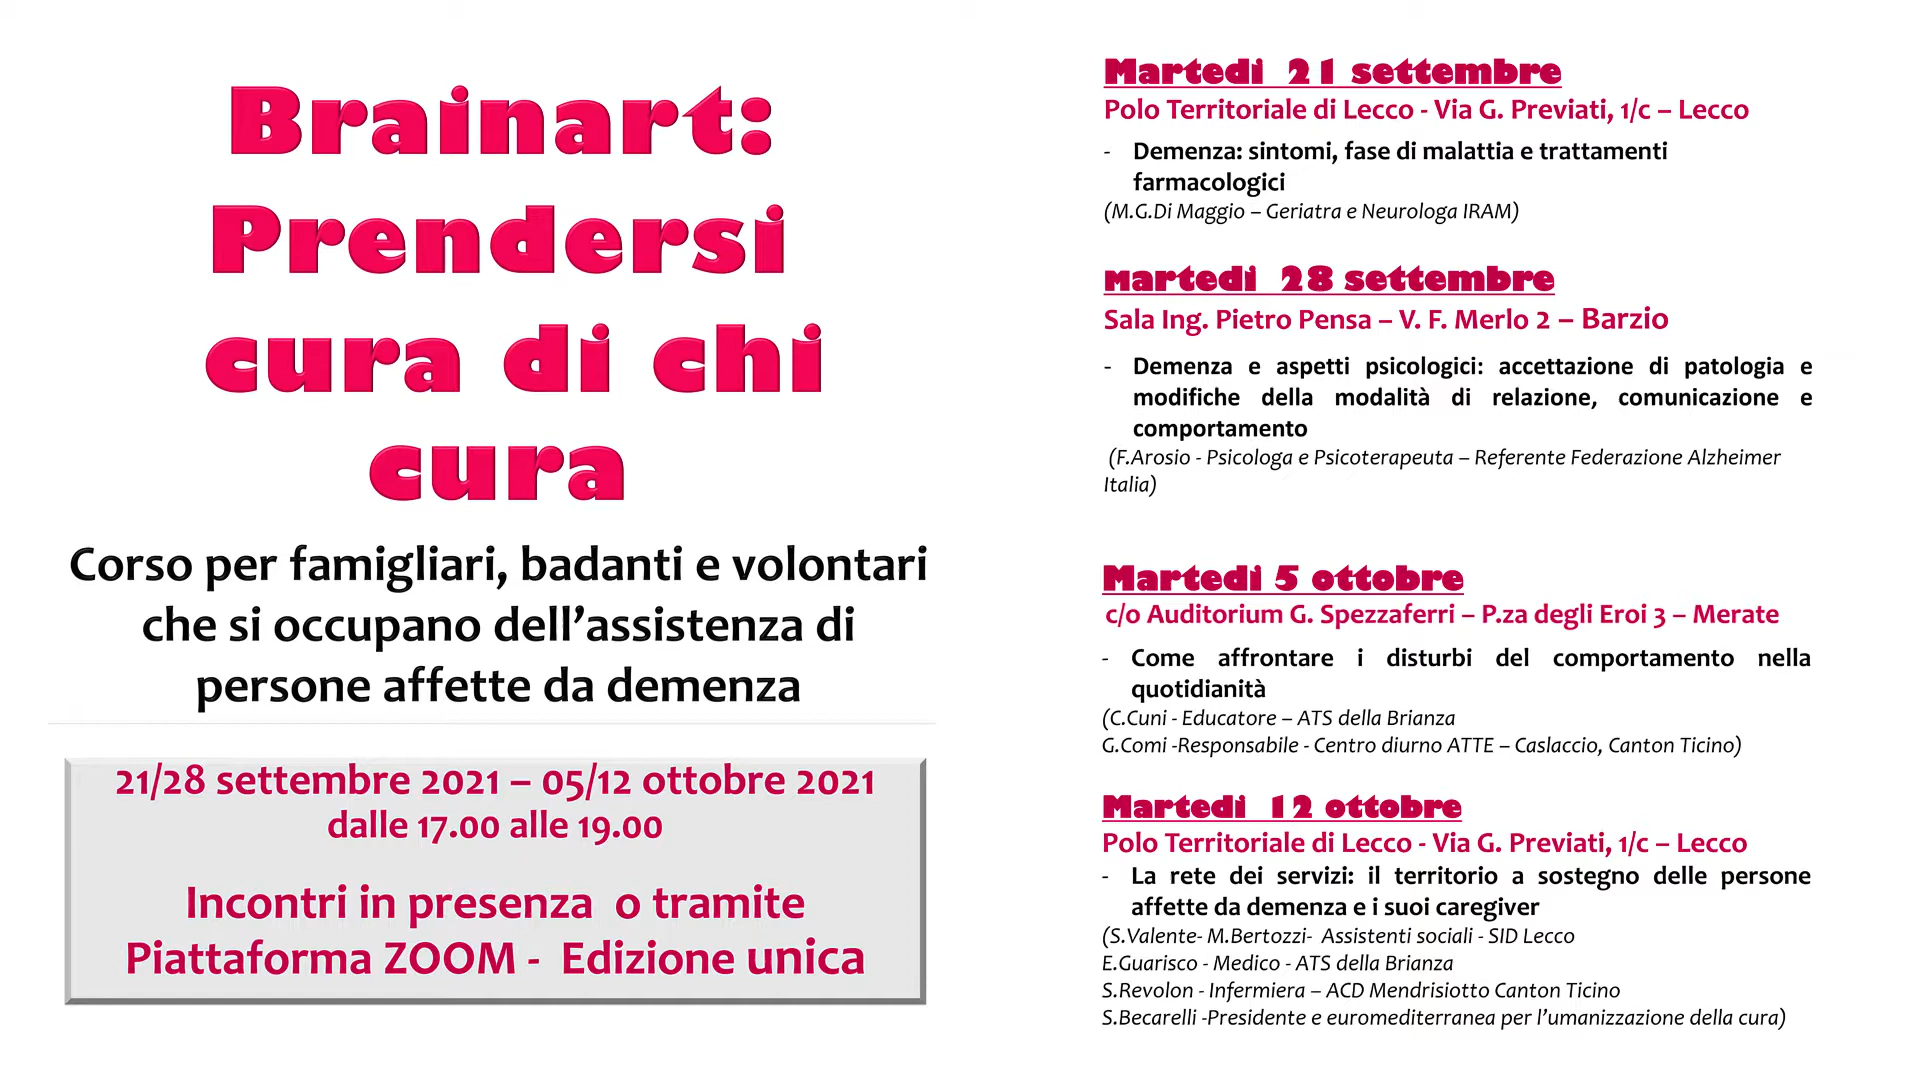 Brainart:
Prendersi
cura di chi
cura
Corso per famigliari, badanti e volontari
che si occupano dell’assistenza di
persone affette da demenza
21/28 settembre 2021 – 05/12 ottobre 2021
dalle 17.00 alle 19.00
Incontri in presenza o tramite
Piattaforma ZOOM - Edizione unica
Martedi 21 settembre
Polo Territoriale di Lecco - Via G. Previati, 1/c – Lecco
- Demenza: sintomi, fase di malattia e trattamenti
farmacologici
(M.G.Di Maggio – Geriatra e Neurologa IRAM)
Martedi 28 settembre
Sala Ing. Pietro Pensa – V. F. Merlo 2 – Barzio
- Demenza e aspetti psicologici: accettazione di patologia e
modifiche della modalità di relazione, comunicazione e
comportamento
(F.Arosio - Psicologa e Psicoterapeuta – Referente Federazione Alzheimer
Italia)
Martedi 5 ottobre
c/o Auditorium G. Spezzaferri – P.za degli Eroi 3 – Merate
- Come affrontare i disturbi del comportamento nella
quotidianità
(C.Cuni - Educatore – ATS della Brianza
G.Comi -Responsabile - Centro diurno ATTE – Caslaccio, Canton Ticino)
Martedi 12 ottobre
Polo Territoriale di Lecco - Via G. Previati, 1/c – Lecco
- La rete dei servizi: il territorio a sostegno delle persone
affette da demenza e i suoi caregiver
(S.Valente- M.Bertozzi- Assistenti sociali - SID Lecco
E.Guarisco - Medico - ATS della Brianza
S.Revolon - Infermiera – ACD Mendrisiotto Canton Ticino
S.Becarelli -Presidente e euromediterranea per l’umanizzazione della cura)